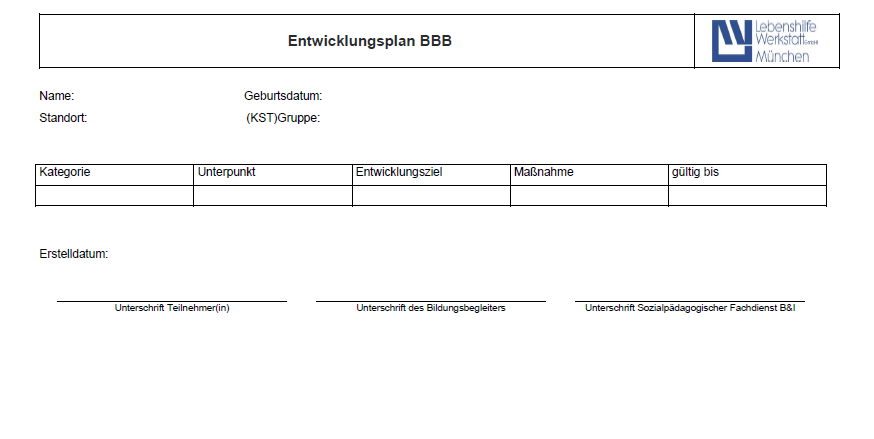 Entwicklungsplan BBB
Lebenshilfe
Werkstatt GmbH
München
Name: Geburtsdatum:
Standort: (KST)Gruppe:
Kategorie Unterpunkt Entwicklungsziel Maßnahme gültig bis
Erstelldatum:
Unterschrift Teilnehmer(in) Unterschrift des Bildungsbegleiters Unterschrift Sozialpädagogischer Fachdienst B&I